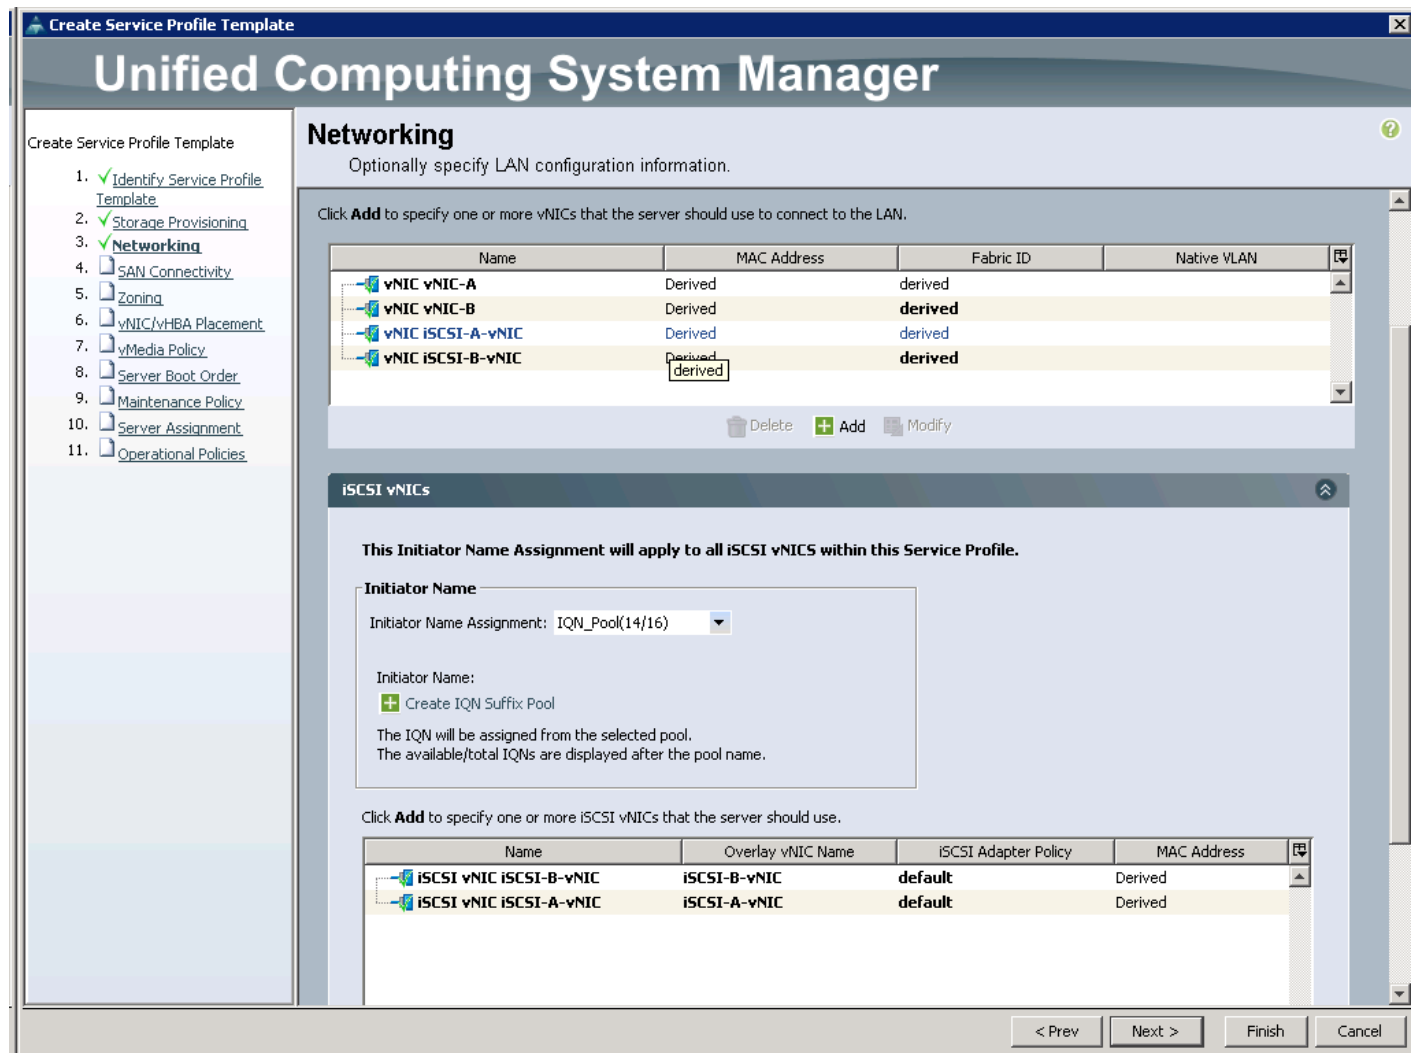 Create Service Profile Template
Unified Computing System Manager
Create Service Profile Template
1. Identify Service Profile
Template
2. Storage Provisioning
3. Networking
4. SAN Connectivity
5. Zoning
6. vNIC/vHBA Placement
7. vMedia Policy
8. Server Boot Order
9. Maintenance Policy
10. Server Assignment
11. Operational Policies
Networking
Optionally specify LAN configuration information.
Click Add to specify one or more vNICs that the server should use to connect to the LAN.
Name MAC Address Fabric ID Native VLAN
vNIC vNIC-A Derived derived
vNIC vNIC-B Derived derived
vNIC iSCSI-A-vNIC Derived derived
vNIC iSCSI-B-vNIC Derived derived
derived
Delete Add Modify
iSCSI vNICs
This Initiator Name Assignment will apply to all iSCSI vNICS within this Service Profile.
Initiator Name
Initiator Name Assignment: IQN_Pool(14/16)
Initiator Name:
Create IQN Suffix Pool
The IQN will be assigned from the selected pool.
The available/total IQNs are displayed after the pool name.
Click Add to specify one or more iSCSI vNICs that the server should use.
Name Overlay vNIC Name iSCSI Adapter Policy MAC Address
iSCSI vNIC iSCSI-B-vNIC iSCSI-B-vNIC default Derived
iSCSI vNIC iSCSI-A-vNIC iSCSI-A-vNIC default Derived
< Prev Next > Finish Cancel